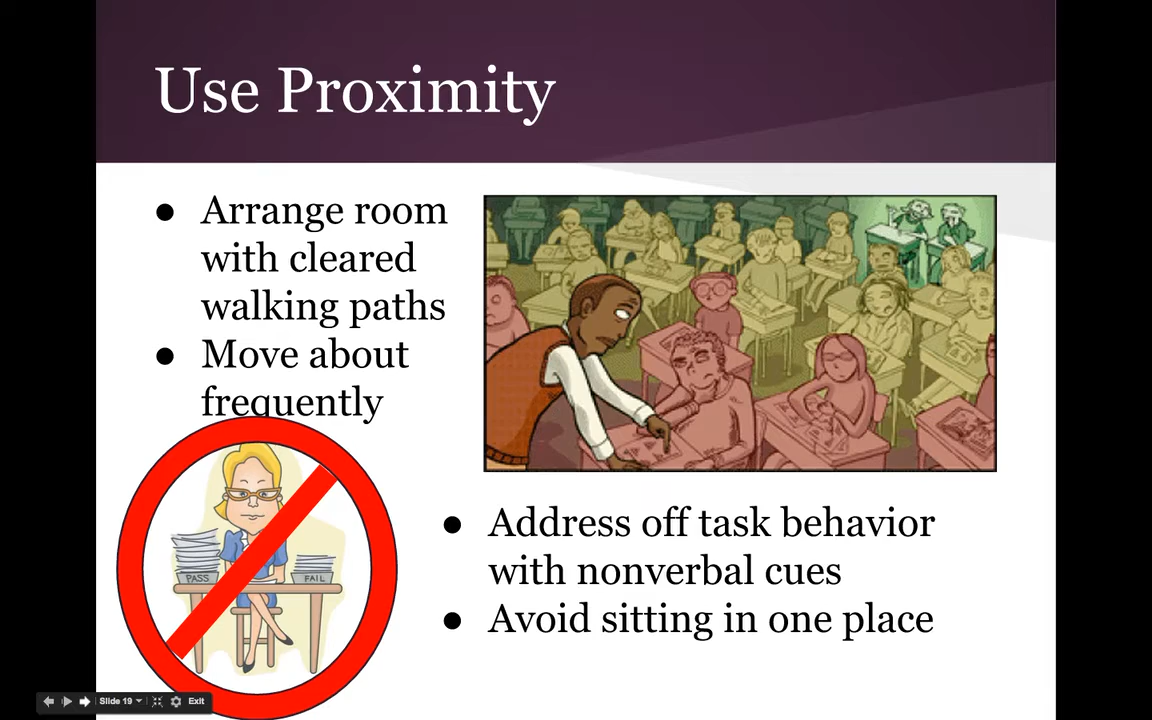 Use Proximity
● Arrange room
with cleared
walking paths
● Move about
frequently
PASS
FAIL
● Address off task behavior
with nonverbal cues
● Avoid sitting in one place
Slide 19
Exit